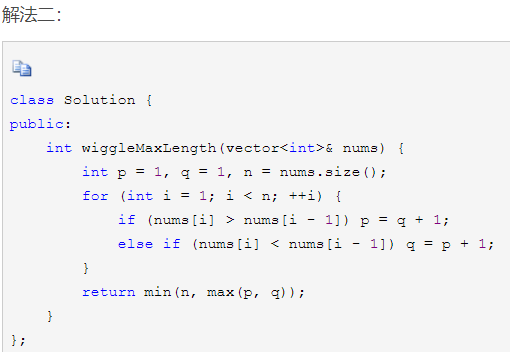 解法二：
class Solution {
public:
    int wiggleMaxLength(vector<int>& nums) {
        int p = 1, q = 1, n = nums.size();
        for (int i = 1; i < n; ++i) {
            if (nums[i] > nums[i - 1]) p = q + 1;
            else if (nums[i] < nums[i - 1]) q = p + 1;
        }
        return min(n, max(p, q));
    }
};